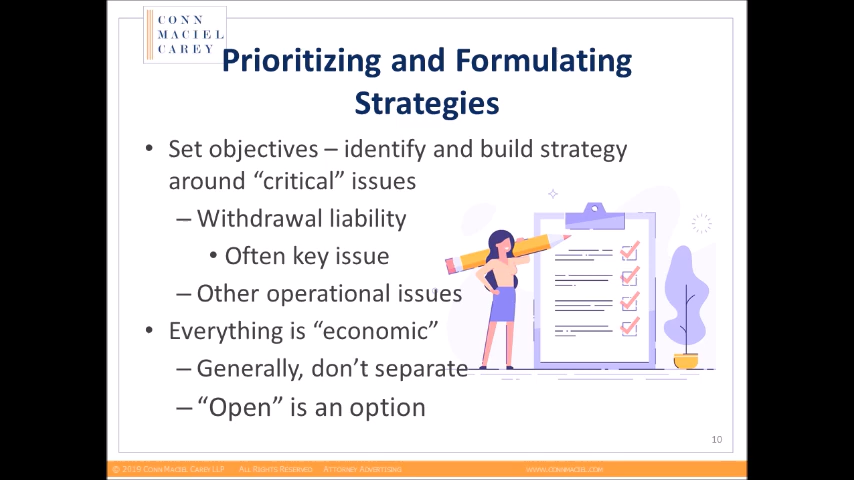 CONN
MACIEL
CAREY
Prioritizing and Formulating
Strategies
• Set objectives – identify and build strategy
around “critical” issues
– Withdrawal liability
• Often key issue
– Other operational issues
• Everything is “economic”
– Generally, don’t separate
– “Open” is an option
10
© 2019 CONN MACIEL CAREY LLP ALL RIGHTS RESERVED ATTORNEY ADVERTISING WWW.CONNMACIEL.COM